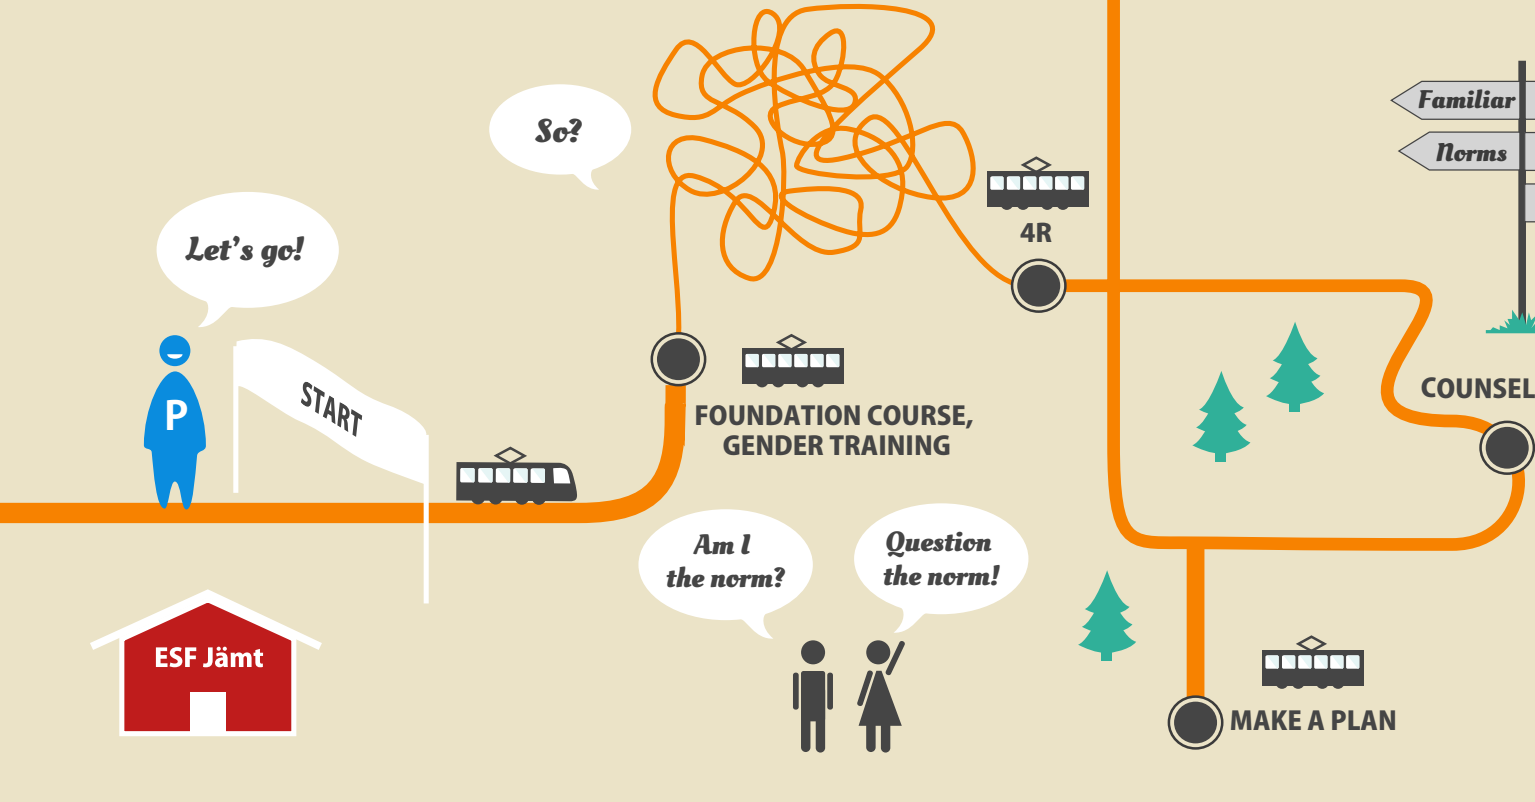 So?
Familiar
Norms
Let's go!
4R
P
START
COUNSEL
FOUNDATION COURSE,
GENDER TRAINING
Am I
the norm?
Question
the norm!
ESF Jämt
MAKE A PLAN